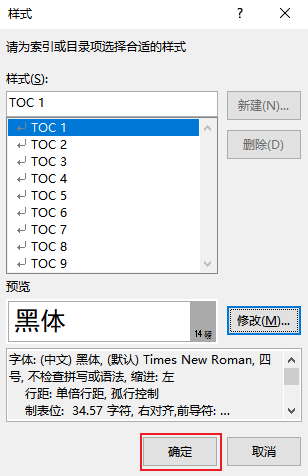 样式
?
×
请为索引或目录项选择合适的样式
样式(S):
TOC 1
新建(N)...
TOC 1
删除(D)
TOC 2
TOC 3
TOC 4
TOC 5
TOC 6
TOC 7
TOC 8
TOC 9
预览
黑体
14 磅
修改(M)...
字体: (中文) 黑体, (默认) Times New Roman, 四
号, 不检查拼写或语法, 缩进: 左
行距: 单倍行距, 孤行控制
制表位: 34.57 字符, 右对齐,前导符: ...
确定
取消